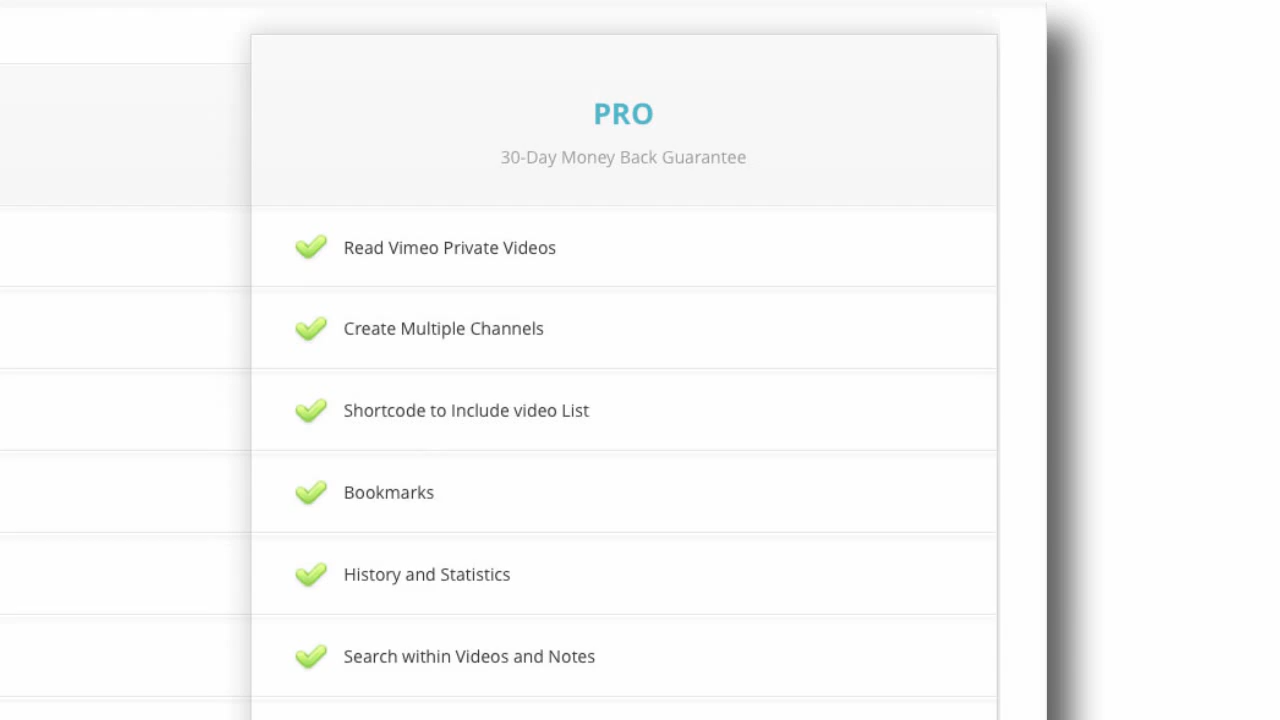 PRO
30-Day Money Back Guarantee
Read Vimeo Private Videos
Create Multiple Channels
Shortcode to Include video List
Bookmarks
History and Statistics
Search within Videos and Notes